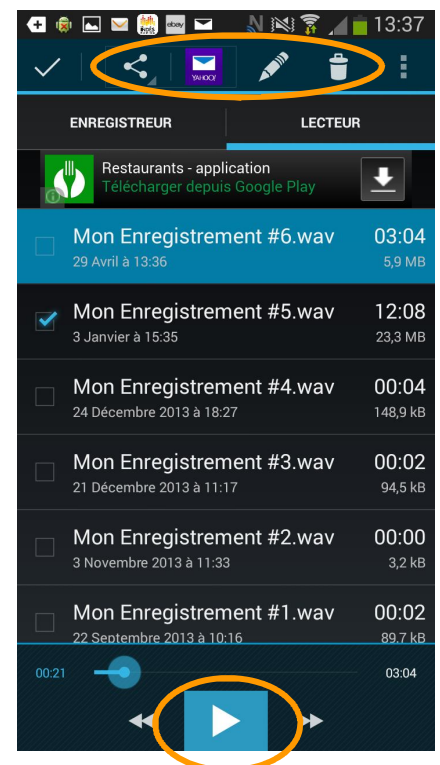 ebay
13:37
YAHOO!
ENREGISTREUR LECTEUR
Restaurants - application
Télécharger depuis Google Play
Mon Enregistrement #6.wav 03:04
29 Avril à 13:36 5,9 MB
Mon Enregistrement #5.wav 12:08
3 Janvier à 15:35 23,3 MB
Mon Enregistrement #4.wav 00:04
24 Décembre 2013 à 18:27 148,9 kB
Mon Enregistrement #3.wav 00:02
21 Décembre 2013 à 11:17 94,5 kB
Mon Enregistrement #2.wav 00:00
3 Novembre 2013 à 11:33 3,2 kB
Mon Enregistrement #1.wav 00:02
22 Septembre 2013 à 10:16 89,7 kB
00:21 03:04